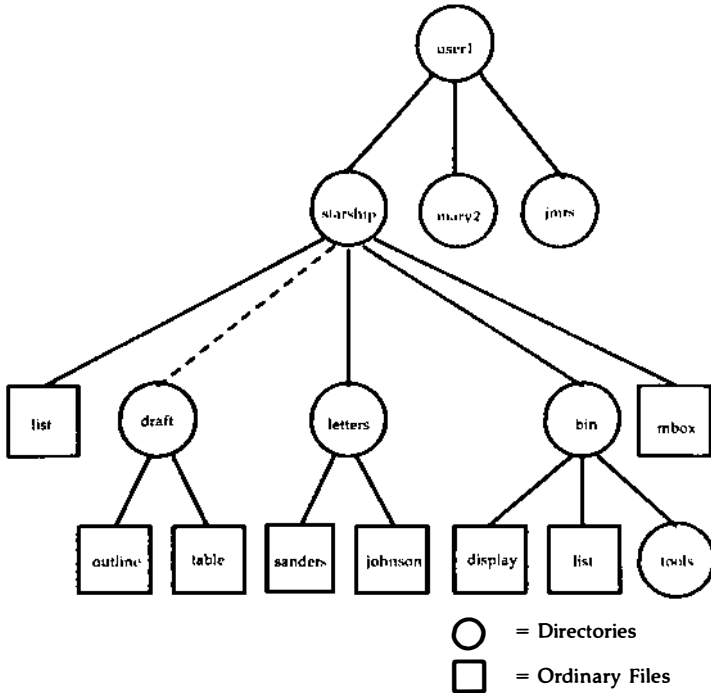 user1
starship
mary2
jmrs
list
draft
letters
bin
mbox
outline
table
sanders
johnson
display
list
tools
= Directories
= Ordinary Files